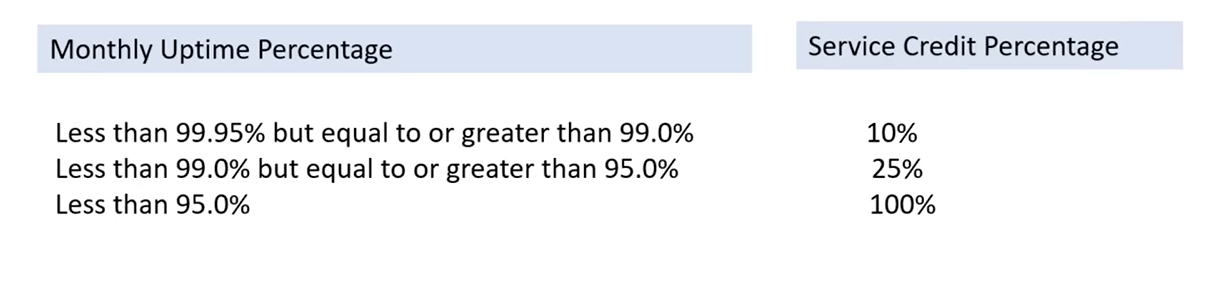 Monthly Uptime Percentage Service Credit Percentage
Less than 99.95% but equal to or greater than 99.0% 10%
Less than 99.0% but equal to or greater than 95.0% 25%
Less than 95.0% 100%